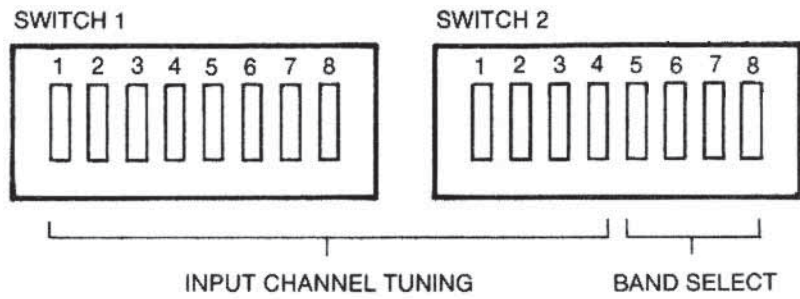 SWITCH 1 SWITCH 2
1 2 3 4 5 6 7 8 1 2 3 4 5 6 7 8
INPUT CHANNEL TUNING BAND SELECT